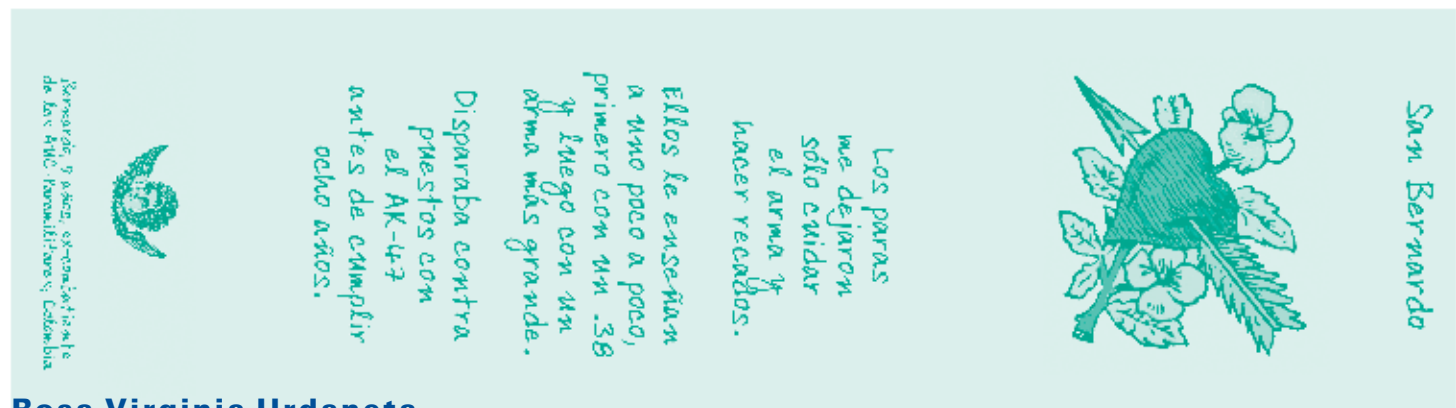 San Bernardo
Los paras
me dejaron
sólo cuidar
el arma y
hacer recados.
Ellos le enseñan
a uno poco a poco,
primero con un .38
y luego con un
arma más grande.
Disparaba contra
puestos con
el AK-47
antes de cumplir
ocho años.
Bernardo, 9 años, ex-combatiente
de las AUC-Paramilitares, Colombia
Rosa Virginia Urdaneta